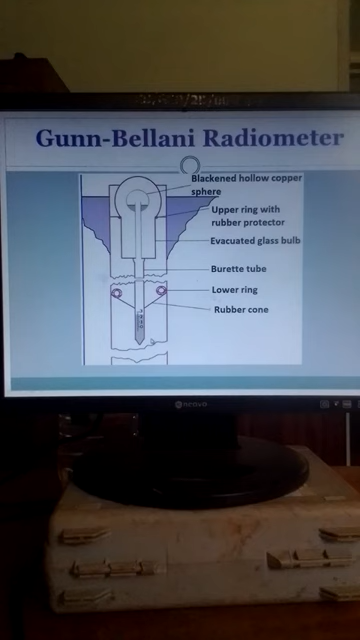 Gunn-Bellani Radiometer
Blackened hollow copper
sphere
Upper ring with
rubber protector
Evacuated glass bulb
Burette tube
Lower ring
Rubber cone